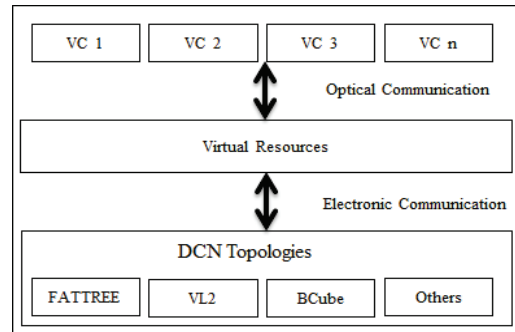 VC 1 VC 2 VC 3 VC n
Optical Communication
Virtual Resources
Electronic Communication
DCN Topologies
FATTREE VL2 BCube Others